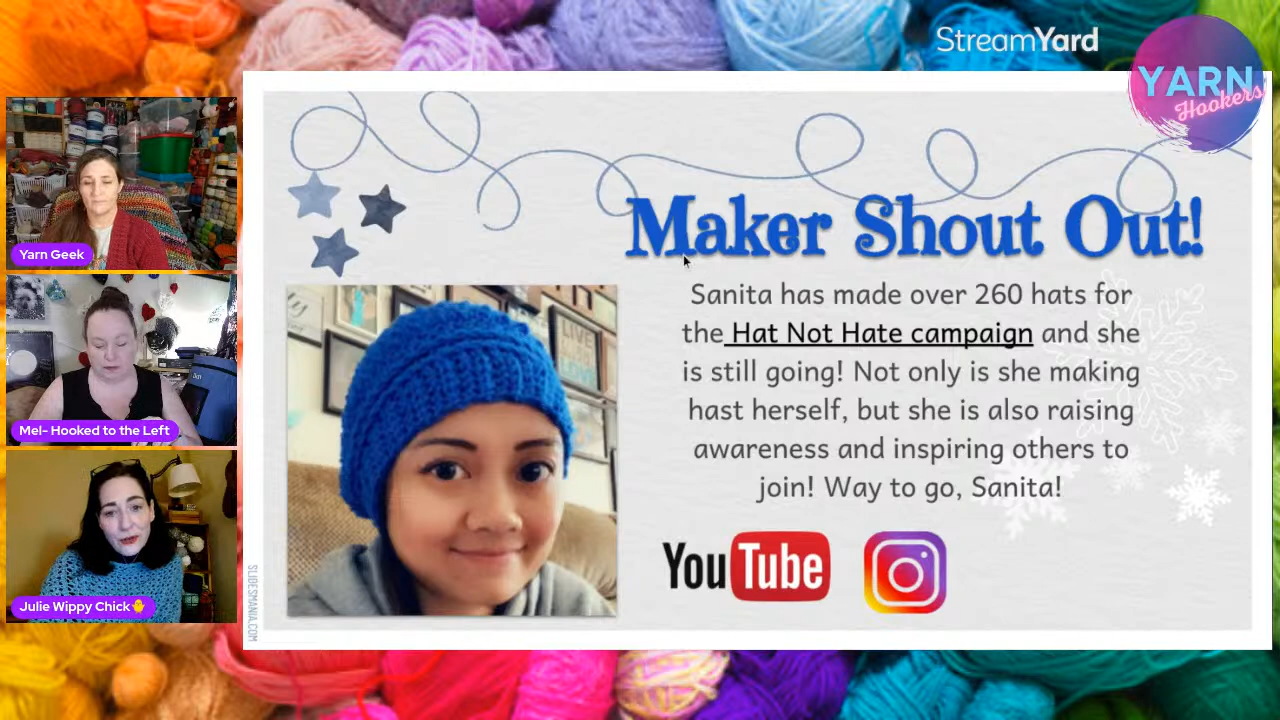 StreamYard
YARN
Hookers
Yarn Geek
Mel- Hooked to the Left
Julie Wippy Chick
Maker Shout Out!
Sanita has made over 260 hats for
the Hat Not Hate campaign and she
is still going! Not only is she making
hast herself, but she is also raising
awareness and inspiring others to
join! Way to go, Sanita!
YouTube
LIVE
LOVE
SLIDESMANIA.COM